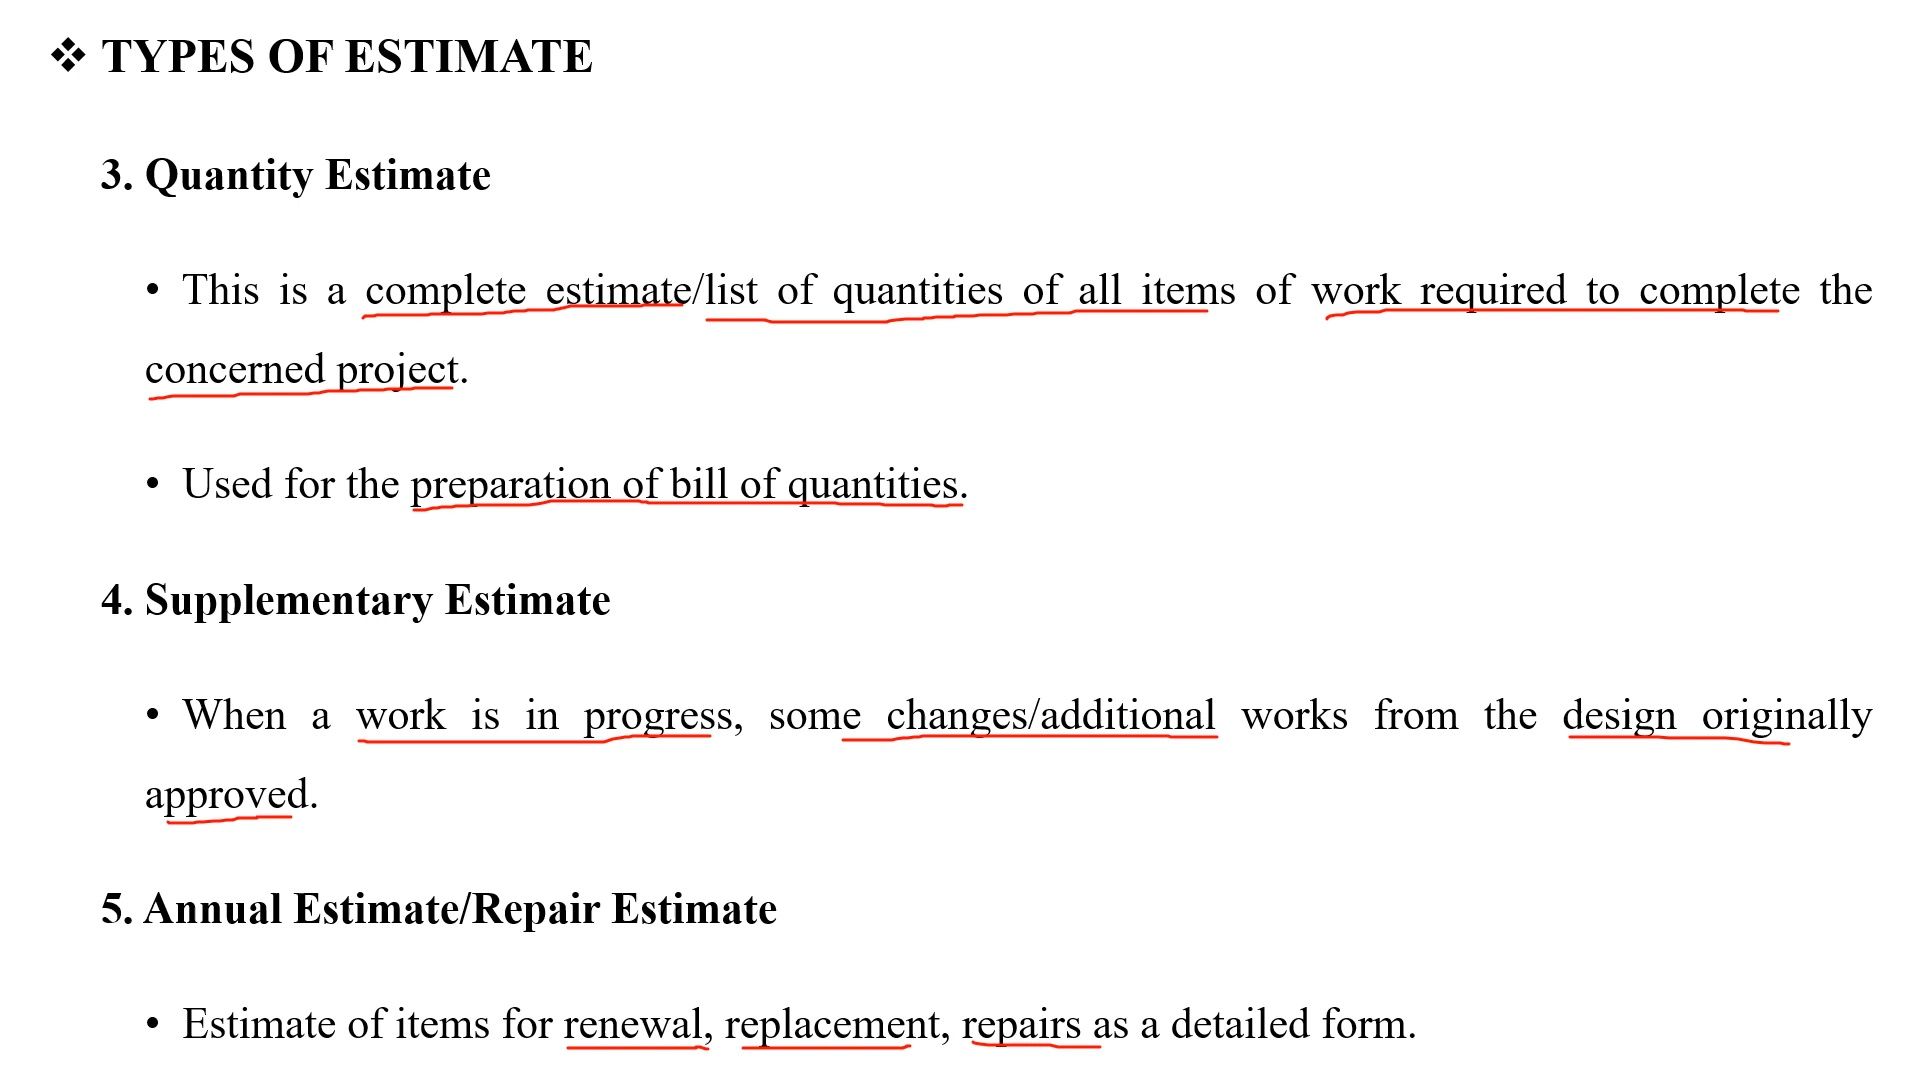 ❖ TYPES OF ESTIMATE
3. Quantity Estimate
• This is a complete estimate/list of quantities of all items of work required to complete the
concerned project.
• Used for the preparation of bill of quantities.
4. Supplementary Estimate
• When a work is in progress, some changes/additional works from the design originally
approved.
5. Annual Estimate/Repair Estimate
• Estimate of items for renewal, replacement, repairs as a detailed form.